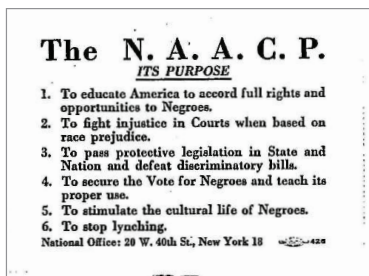 The N. A. A. C. P.
ITS PURPOSE
1. To educate America to accord full rights and
opportunities to Negroes.
2. To fight injustice in Courts when based on
race prejudice.
3. To pass protective legislation in State and
Nation and defeat discriminatory bills.
4. To secure the Vote for Negroes and teach its
proper use.
5. To stimulate the cultural life of Negroes.
6. To stop lynching.
National Office: 20 W. 40th St., New York 18 426